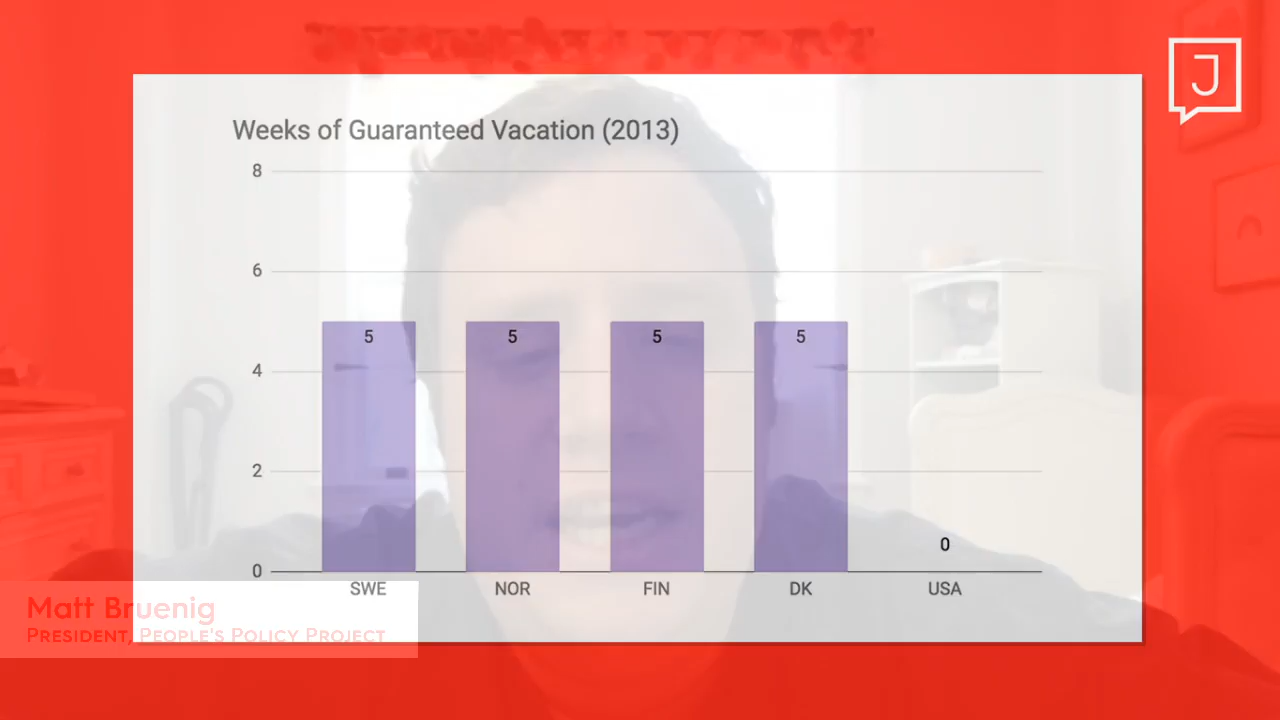 J
Weeks of Guaranteed Vacation (2013)
8
6
4
2
0
5
5
5
5
0
SWE
NOR
FIN
DK
USA
Matt Bruenig
PRESIDENT, PEOPLE'S POLICY PROJECT